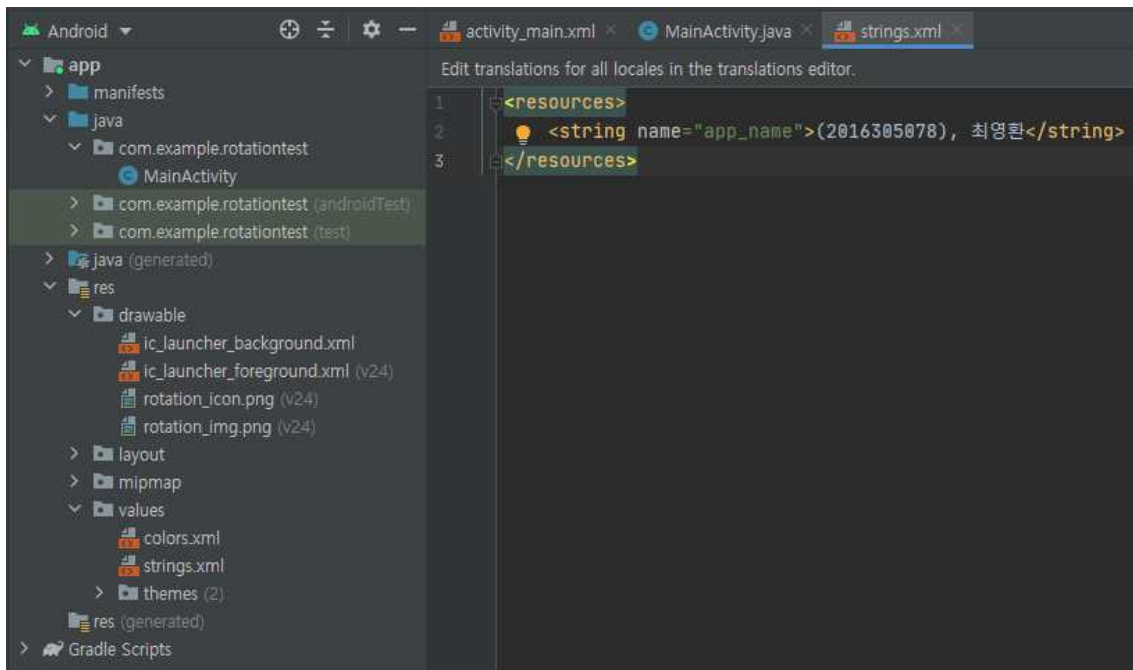 Android
app
manifests
java
com.example.rotationtest
MainActivity
com.example.rotationtest (androidTest)
com.example.rotationtest (test)
java (generated)
res
drawable
ic_launcher_background.xml
ic_launcher_foreground.xml (v24)
rotation_icon.png (v24)
rotation_img.png (v24)
layout
mipmap
values
colors.xml
strings.xml
themes (2)
res (generated)
Gradle Scripts
activity_main.xml MainActivity.java strings.xml
Edit translations for all locales in the translations editor.
1 <resources>
2 <string name="app_name">(2016305078), 최영환</string>
3 </resources>